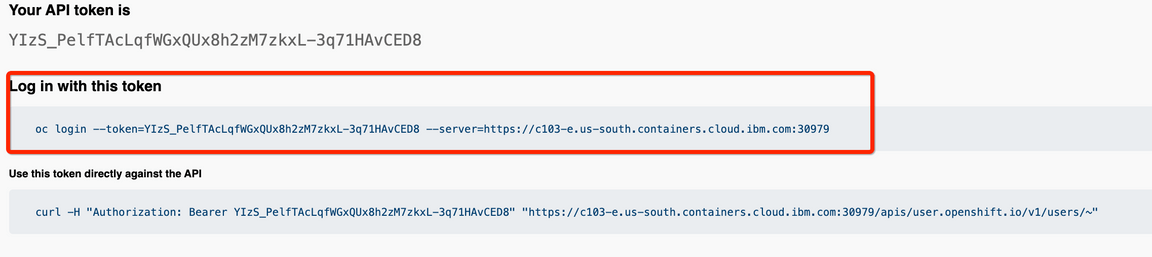 Your API token is
YIzS_PelfTAcLqfWGxQUx8h2zM7zkxL-3q71HAvCED8
Log in with this token
oc login --token=YIzS_PelfTAcLqfWGxQUx8h2zM7zkxL-3q71HAvCED8 --server=https://c103-e.us-south.containers.cloud.ibm.com:30979
Use this token directly against the API
curl -H "Authorization: Bearer YIzS_PelfTAcLqfWGxQUx8h2zM7zkxL-3q71HAvCED8" "https://c103-e.us-south.containers.cloud.ibm.com:30979/apis/user.openshift.io/v1/users/~"